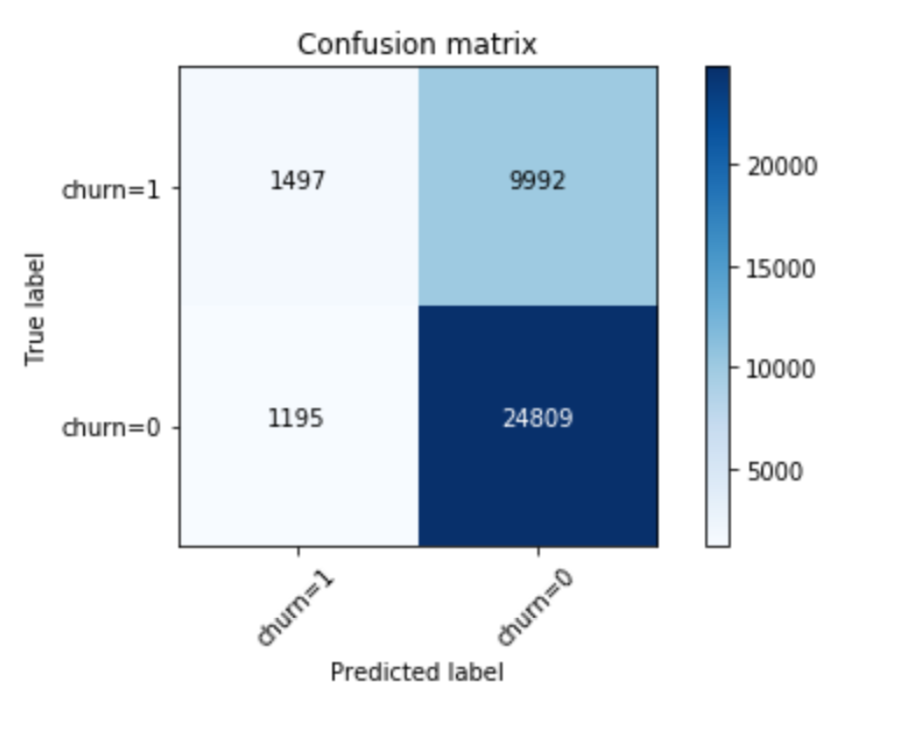 Confusion matrix
True label
churn=1
1497
9992
churn=0
1195
24809
churn=1
churn=0
Predicted label
20000
15000
10000
5000